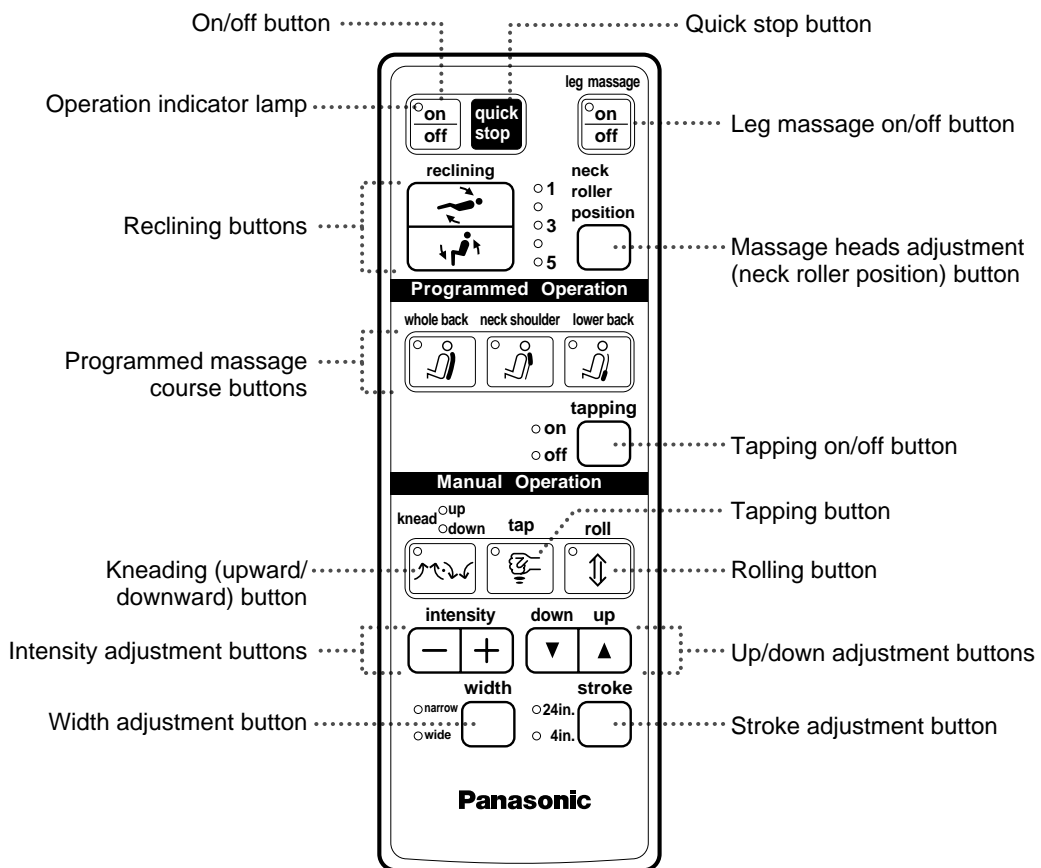 On/off button
Quick stop button
leg massage
Operation indicator lamp
on
off
quick
stop
on
off
Leg massage on/off button
reclining
neck
roller
position
1
3
5
Reclining buttons
Massage heads adjustment
(neck roller position) button
Programmed Operation
whole back neck shoulder lower back
Programmed massage
course buttons
tapping
on
off
Tapping on/off button
Manual Operation
knead
up
down
tap
roll
Tapping button
Kneading (upward/
downward) button
Rolling button
intensity
down up
Intensity adjustment buttons
Up/down adjustment buttons
width
stroke
narrow
wide
24in.
4in.
Width adjustment button
Stroke adjustment button
Panasonic